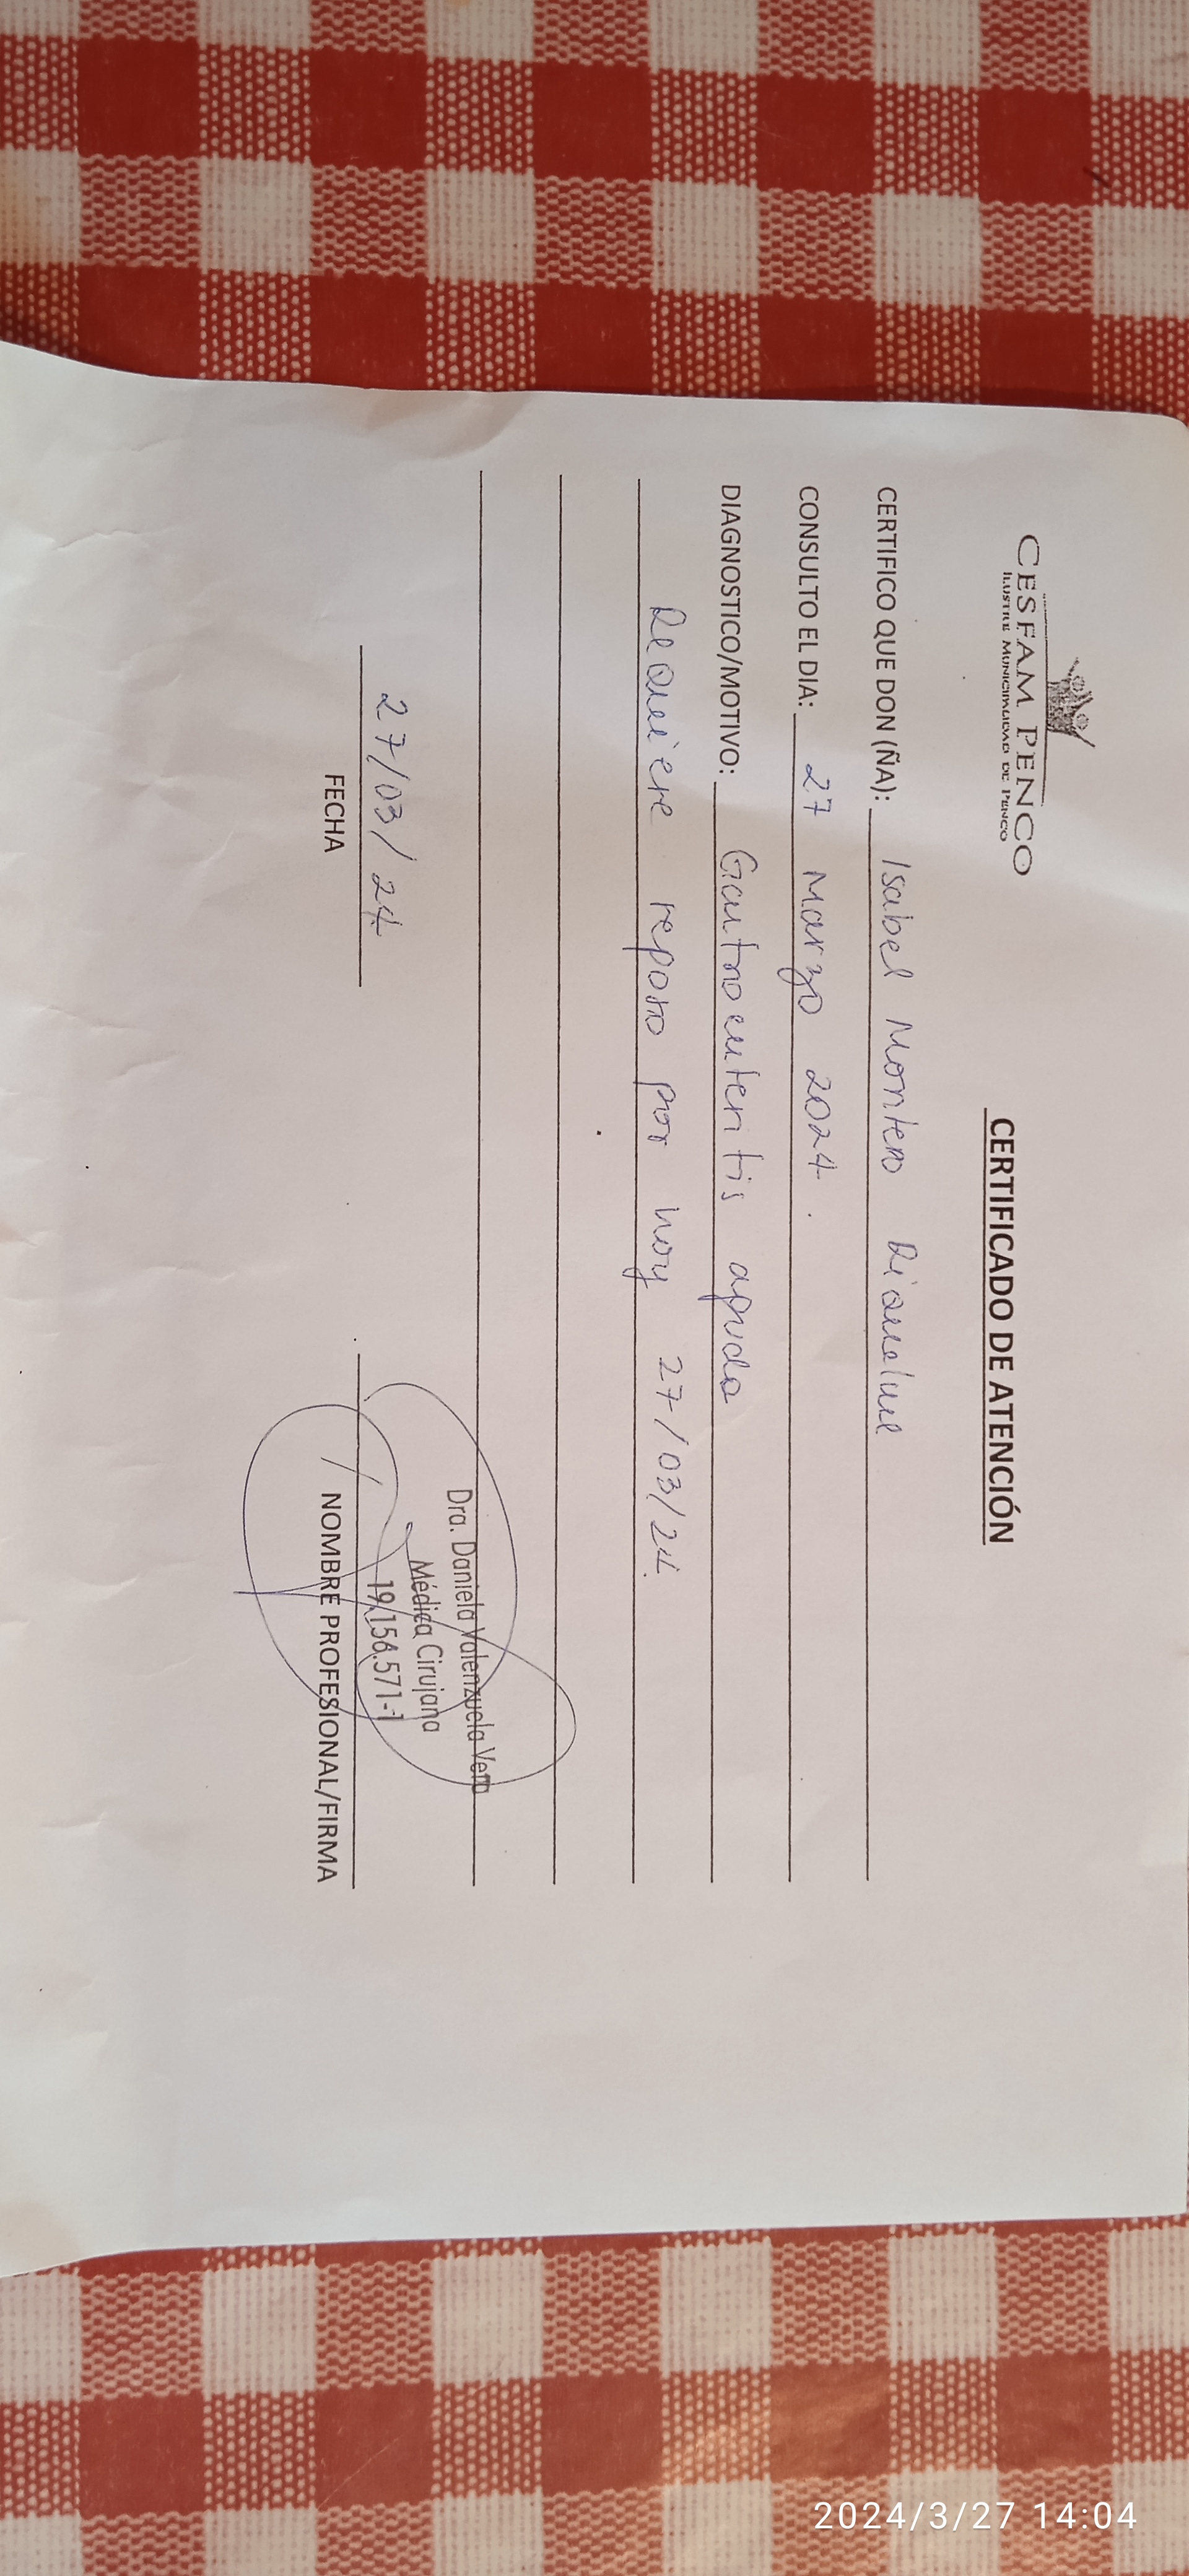 CESFAM PENCO
ILUSTRE MUNICIPALIDAD DE PENCO
CERTIFICADO DE ATENCIÓN
CERTIFICO QUE DON (ÑA): Isabel Montero Riquelme
CONSULTO EL DIA: 27 Marzo 2024.
DIAGNOSTICO/MOTIVO: Gastroenteritis aguda
Requiere reposo por hoy 27/03/24.
Dra. Daniela Valenzuela Vera
Médica Cirujana
19.156.571-1
27/03/24
FECHA
NOMBRE PROFESIONAL/FIRMA
2024/3/27 14:04